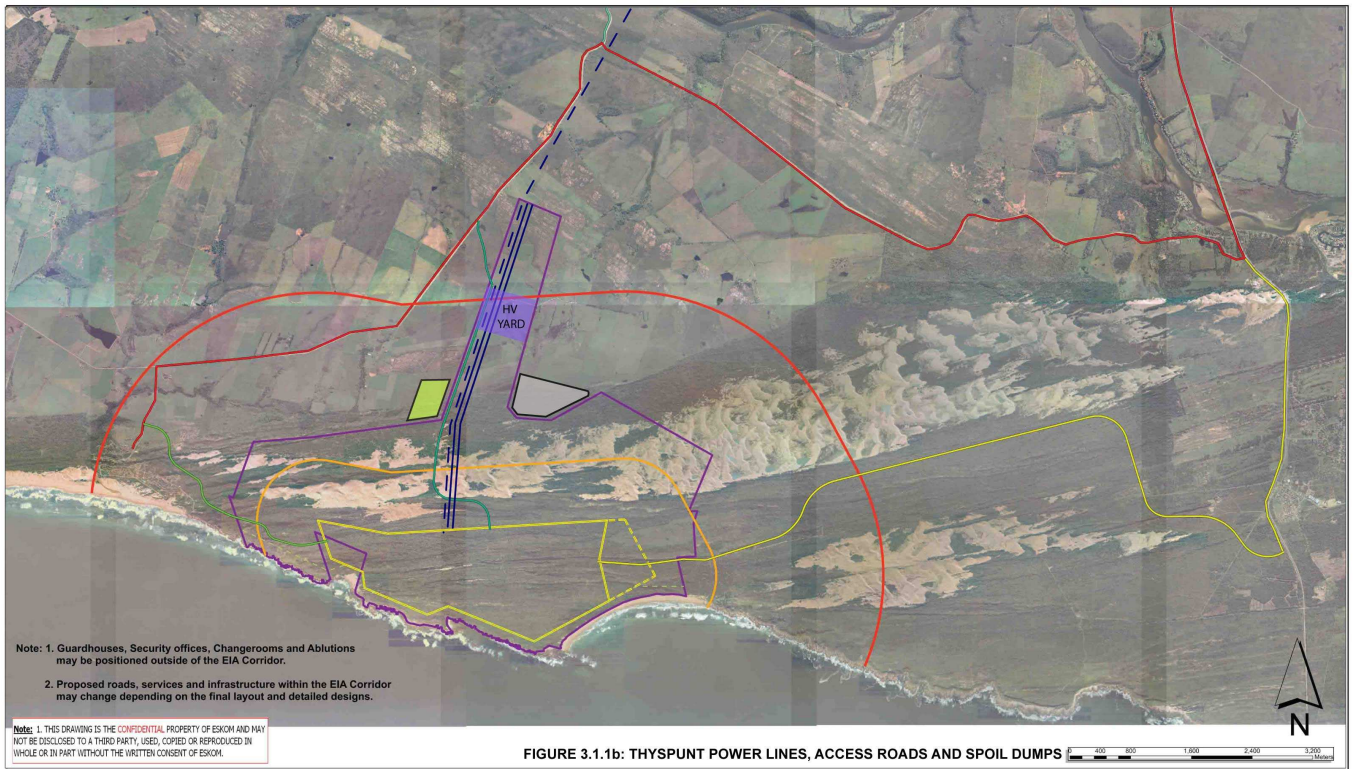 HV
YARD
Note: 1. Guardhouses, Security offices, Changerooms and Ablutions
may be positioned outside of the EIA Corridor.
2. Proposed roads, services and infrastructure within the EIA Corridor
may change depending on the final layout and detailed designs.
Note: 1. THIS DRAWING IS THE CONFIDENTIAL PROPERTY OF ESKOM AND MAY
NOT BE DISCLOSED TO A THIRD PARTY, USED, COPIED OR REPRODUCED IN
WHOLE OR IN PART WITHOUT THE WRITTEN CONSENT OF ESKOM.
FIGURE 3.1.1b: THYSPUNT POWER LINES, ACCESS ROADS AND SPOIL DUMPS
0 400 800 1,600 2,400 3,200
Meters
N